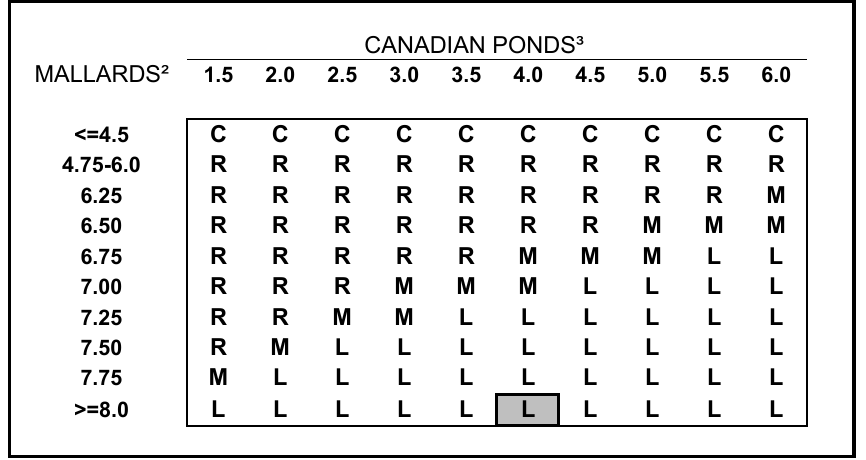 CANADIAN PONDS³
MALLARDS² 1.5 2.0 2.5 3.0 3.5 4.0 4.5 5.0 5.5 6.0
<=4.5 C C C C C C C C C C
4.75-6.0 R R R R R R R R R R
6.25 R R R R R R R R R M
6.50 R R R R R R R M M M
6.75 R R R R R M M M L L
7.00 R R R M M M L L L L
7.25 R R M M L L L L L L
7.50 R M L L L L L L L L
7.75 M L L L L L L L L L
>=8.0 L L L L L L L L L L